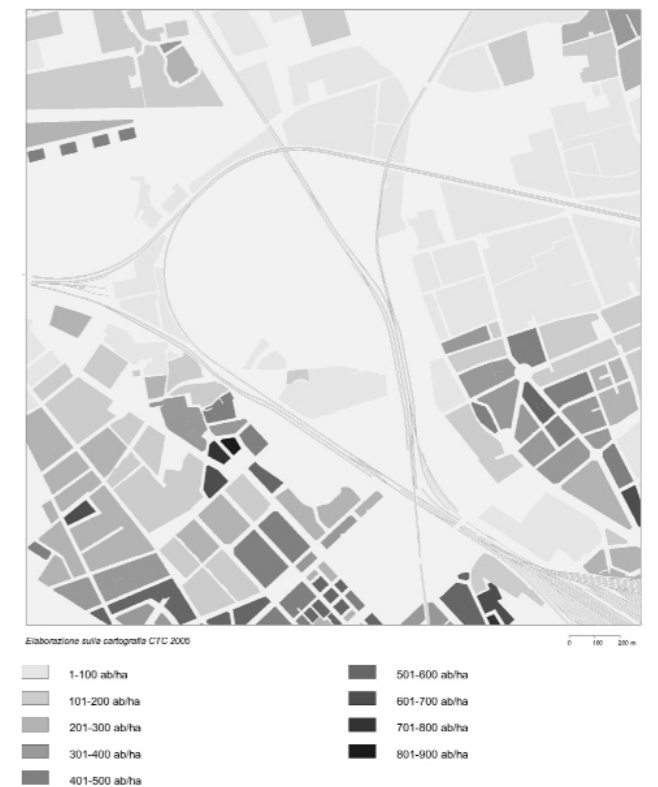 Elaborazione sulla cartografia CTC 2005
0 100 200 m
1-100 ab/ha
101-200 ab/ha
201-300 ab/ha
301-400 ab/ha
401-500 ab/ha
501-600 ab/ha
601-700 ab/ha
701-800 ab/ha
801-900 ab/ha